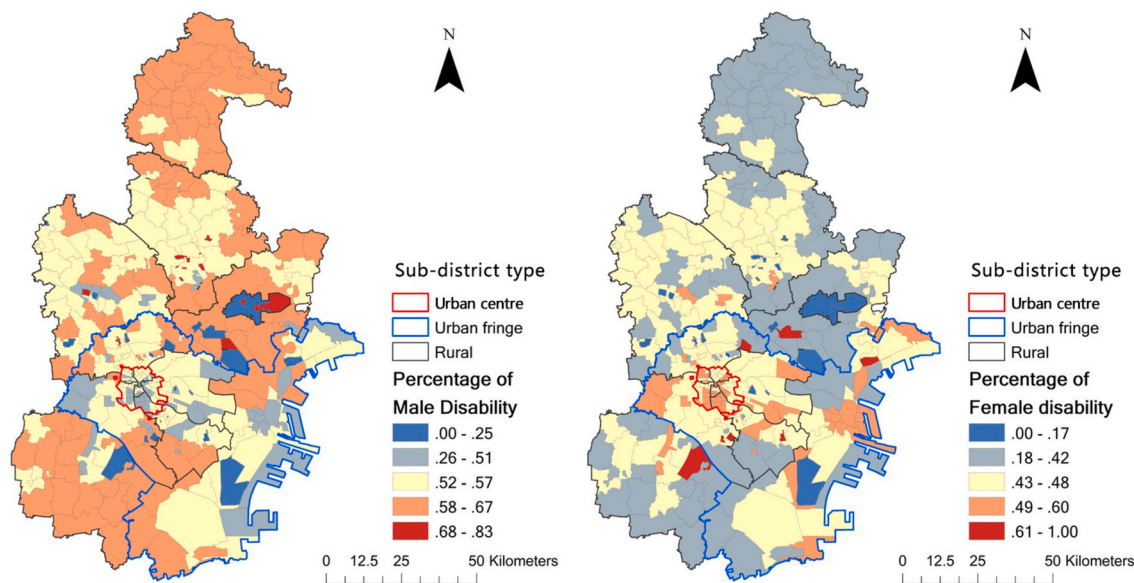 N
Sub-district type
Urban centre
Urban fringe
Rural
Percentage of
Male Disability
.00 - .25
.26 - .51
.52 - .57
.58 - .67
.68 - .83
0 12.5 25 50 Kilometers
N
Sub-district type
Urban centre
Urban fringe
Rural
Percentage of
Female disability
.00 - .17
.18 - .42
.43 - .48
.49 - .60
.61 - 1.00
0 12.5 25 50 Kilometers